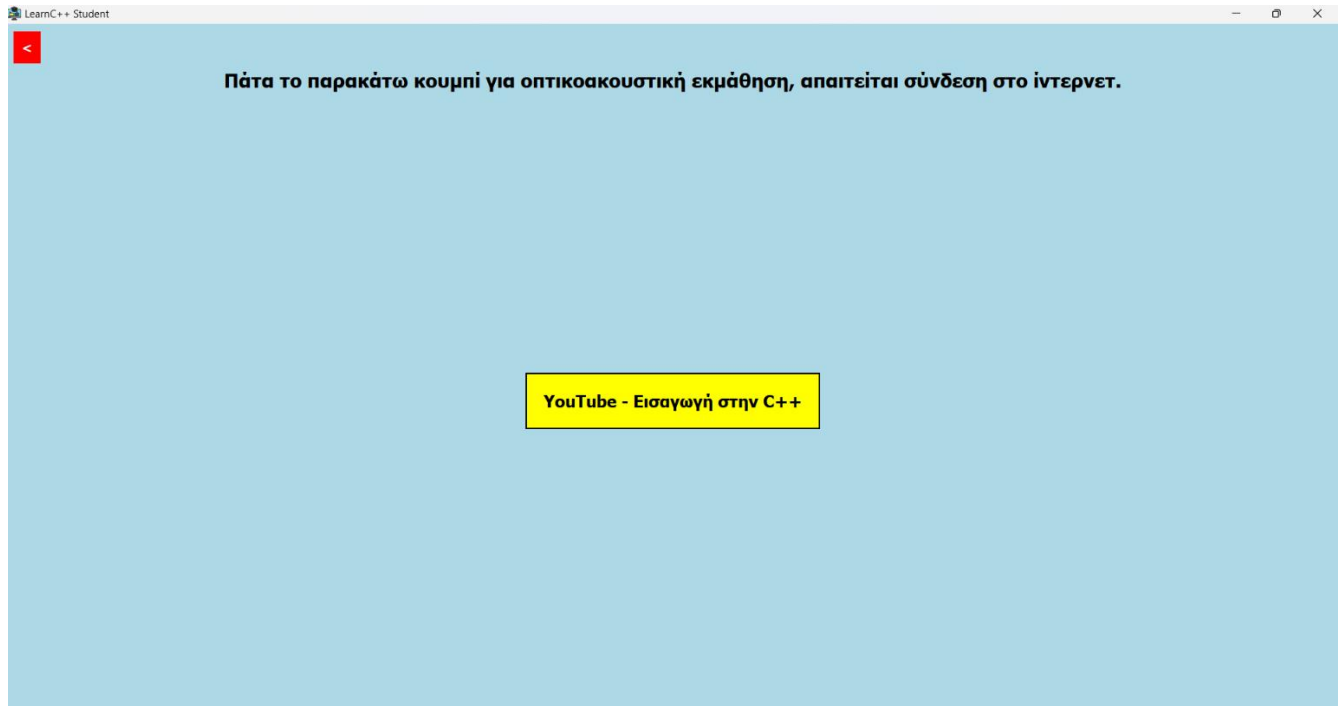 LearnC++ Student
<
Πάτα το παρακάτω κουμπί για οπτικοακουστική εκμάθηση, απαιτείται σύνδεση στο ίντερνετ.
YouTube - Εισαγωγή στην C++